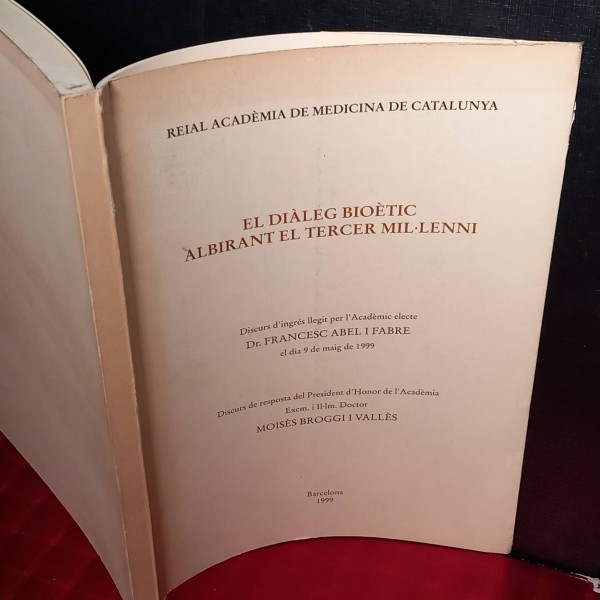 REIAL ACADÈMIA DE MEDICINA DE CATALUNYA
EL DIÀLEG BIOÈTIC
ALBIRANT EL TERCER MIL·LENNI
Discurs d'ingrés llegit per l'Acadèmic electe
Dr. FRANCESC ABEL I FABRE
el dia 9 de maig de 1999
Discurs de resposta del President d'Honor de l'Acadèmia
Excm. i Il·lm. Doctor
MOISÈS BROGGI I VALLÈS
Barcelona
1999